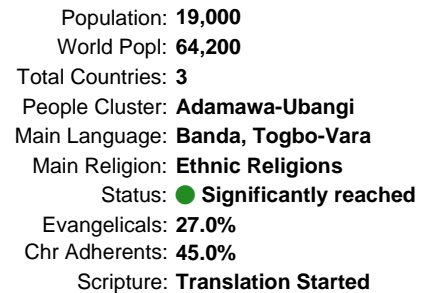 Population: 19,000
World Popl: 64,200
Total Countries: 3
People Cluster: Adamawa-Ubangi
Main Language: Banda, Togbo-Vara
Main Religion: Ethnic Religions
Status: Significantly reached
Evangelicals: 27.0%
Chr Adherents: 45.0%
Scripture: Translation Started